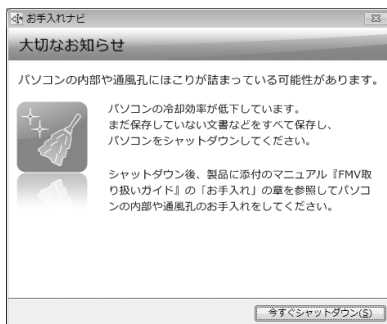 お手入れナビ
大切なお知らせ
パソコンの内部や通風孔にほこりが詰まっている可能性があります。
パソコンの冷却効率が低下しています。
まだ保存していない文書などをすべて保存し、
パソコンをシャットダウンしてください。
シャットダウン後、製品に添付のマニュアル『FMV取
り扱いガイド』の「お手入れ」の章を参照してパソコ
ンの内部や通風孔のお手入れをしてください。
今すぐシャットダウン(S)